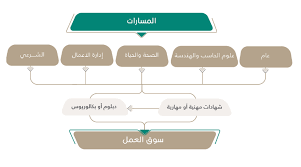 المسارات
عام
علوم الحاسب والهندسة
الصحة والحياة
إدارة الأعمال
الشرعي
شهادات مهنية أو مهارية
دبلوم أو بكالوريوس
سوق العمل